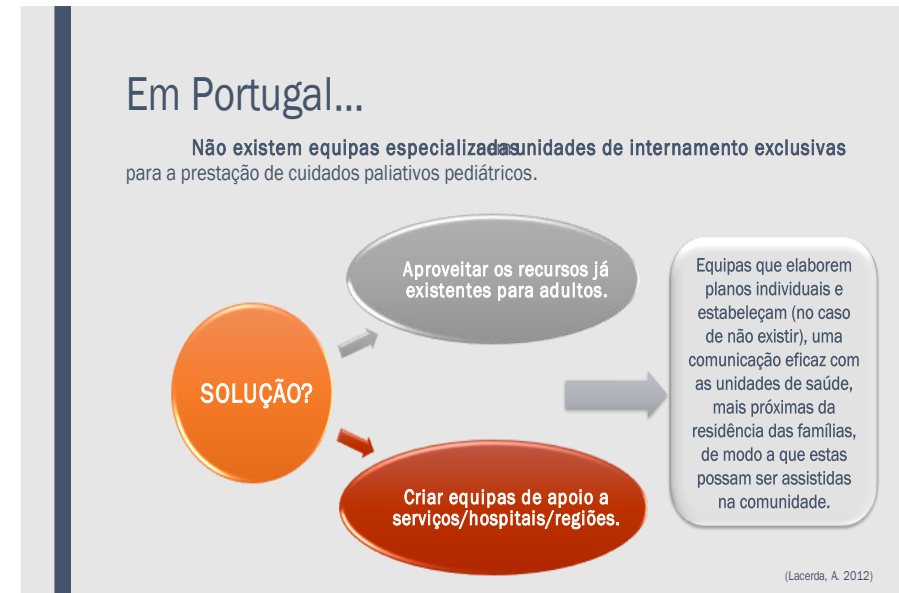 Em Portugal...
Não existem equipas especializadas unidades de internamento exclusivas
para a prestação de cuidados paliativos pediátricos.
Aproveitar os recursos já
existentes para adultos.
SOLUÇÃO?
Criar equipas de apoio a
serviços/hospitais/regiões.
Equipas que elaborem
planos individuais e
estabeleçam (no caso
de não existir), uma
comunicação eficaz com
as unidades de saúde,
mais próximas da
residência das famílias,
de modo a que estas
possam ser assistidas
na comunidade.
(Lacerda, A. 2012)